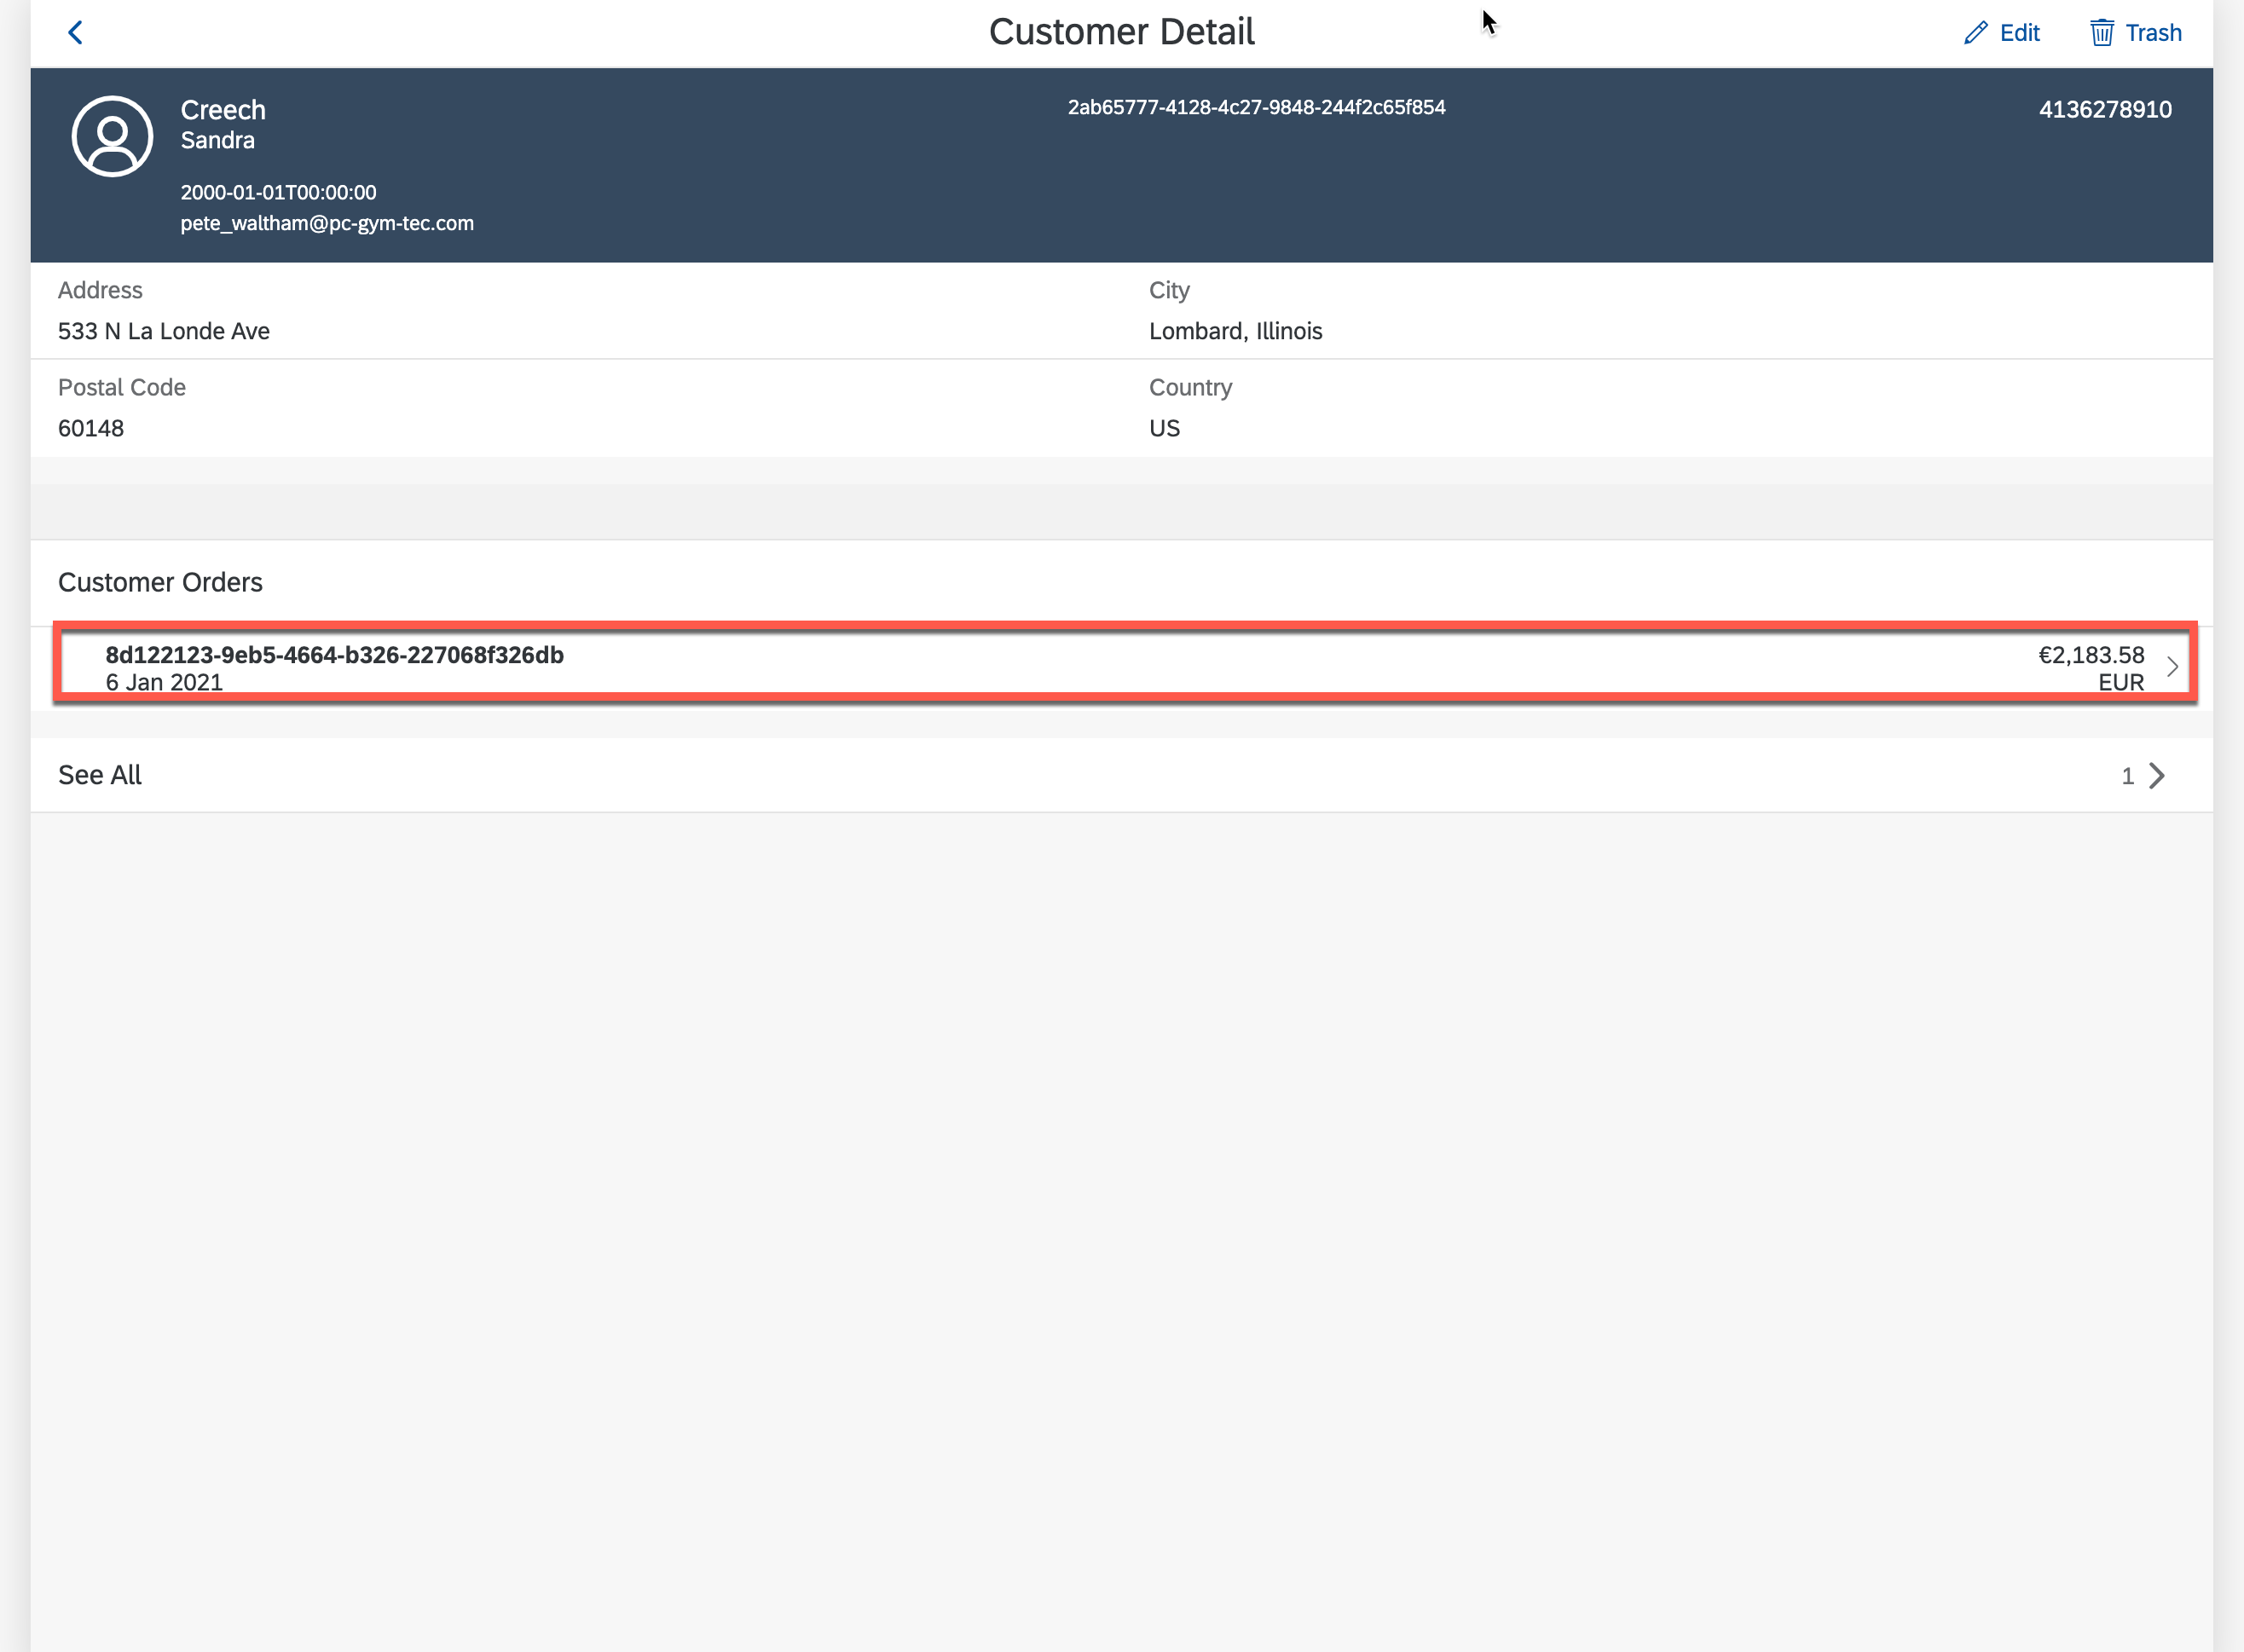 Customer Detail
Edit
Trash
Creech
Sandra
2000-01-01T00:00:00
pete_waltham@pc-gym-tec.com
2ab65777-4128-4c27-9848-244f2c65f854
4136278910
Address
533 N La Londe Ave
City
Lombard, Illinois
Postal Code
60148
Country
US
Customer Orders
8d122123-9eb5-4664-b326-227068f326db
6 Jan 2021
€2,183.58
EUR
See All
1